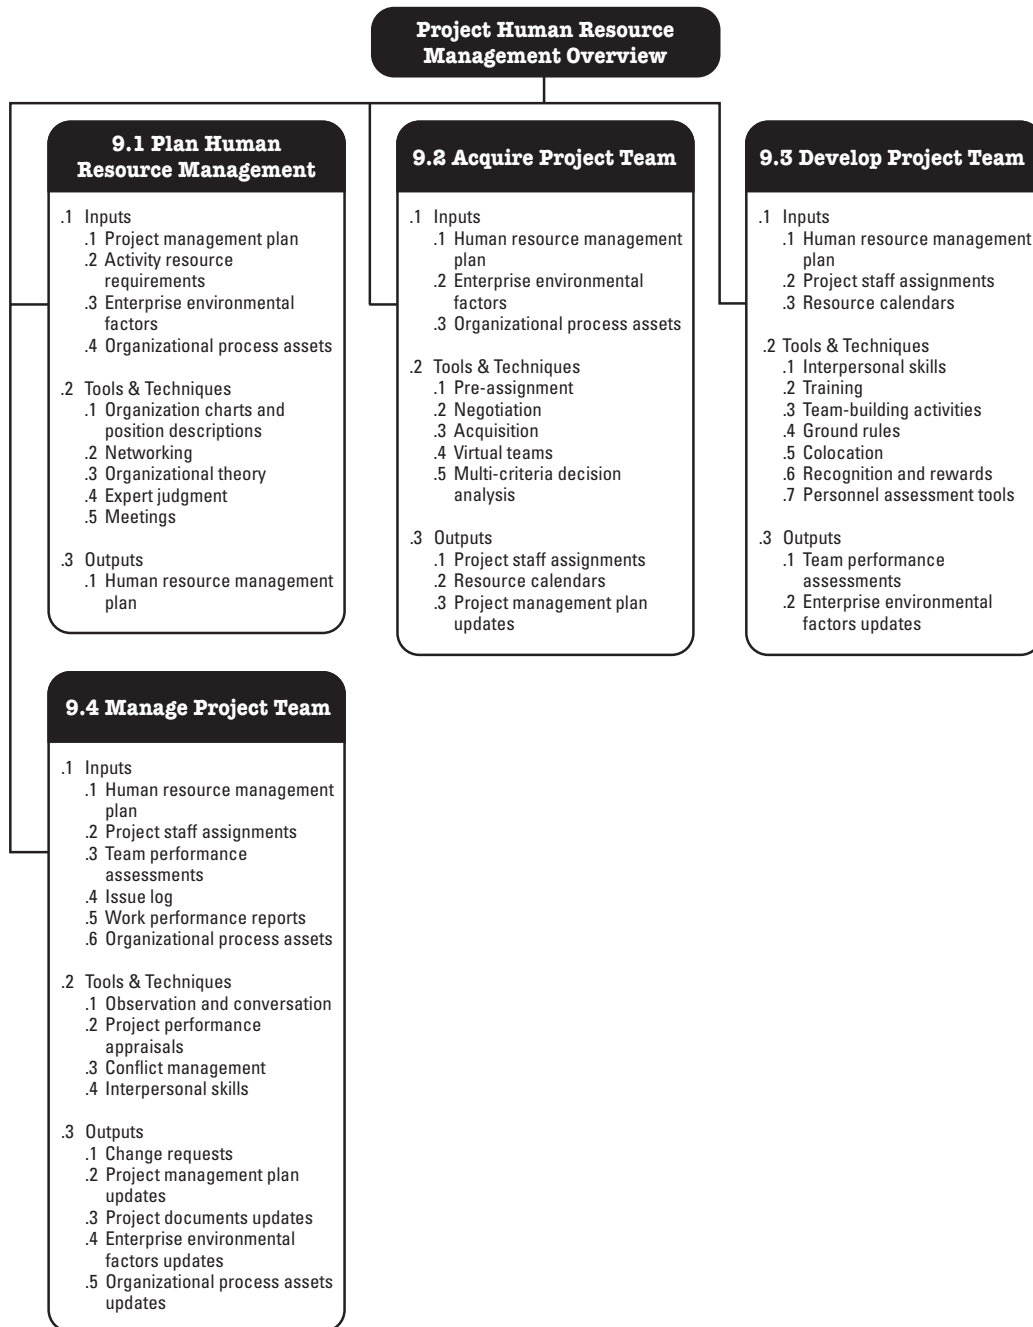 Project Human Resource
Management Overview
9.1 Plan Human
Resource Management
.1 Inputs
.1 Project management plan
.2 Activity resource
requirements
.3 Enterprise environmental
factors
.4 Organizational process assets
.2 Tools & Techniques
.1 Organization charts and
position descriptions
.2 Networking
.3 Organizational theory
.4 Expert judgment
.5 Meetings
.3 Outputs
.1 Human resource management
plan
9.2 Acquire Project Team
.1 Inputs
.1 Human resource management
plan
.2 Enterprise environmental
factors
.3 Organizational process assets
.2 Tools & Techniques
.1 Pre-assignment
.2 Negotiation
.3 Acquisition
.4 Virtual teams
.5 Multi-criteria decision
analysis
.3 Outputs
.1 Project staff assignments
.2 Resource calendars
.3 Project management plan
updates
9.3 Develop Project Team
.1 Inputs
.1 Human resource management
plan
.2 Project staff assignments
.3 Resource calendars
.2 Tools & Techniques
.1 Interpersonal skills
.2 Training
.3 Team-building activities
.4 Ground rules
.5 Colocation
.6 Recognition and rewards
.7 Personnel assessment tools
.3 Outputs
.1 Team performance
assessments
.2 Enterprise environmental
factors updates
9.4 Manage Project Team
.1 Inputs
.1 Human resource management
plan
.2 Project staff assignments
.3 Team performance
assessments
.4 Issue log
.5 Work performance reports
.6 Organizational process assets
.2 Tools & Techniques
.1 Observation and conversation
.2 Project performance
appraisals
.3 Conflict management
.4 Interpersonal skills
.3 Outputs
.1 Change requests
.2 Project management plan
updates
.3 Project documents updates
.4 Enterprise environmental
factors updates
.5 Organizational process assets
updates